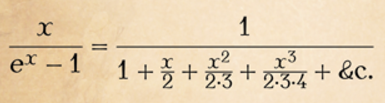 x / (eˣ − 1) = 1 / (1 + x/2 + x²/(2·3) + x³/(2·3·4) + &c.)